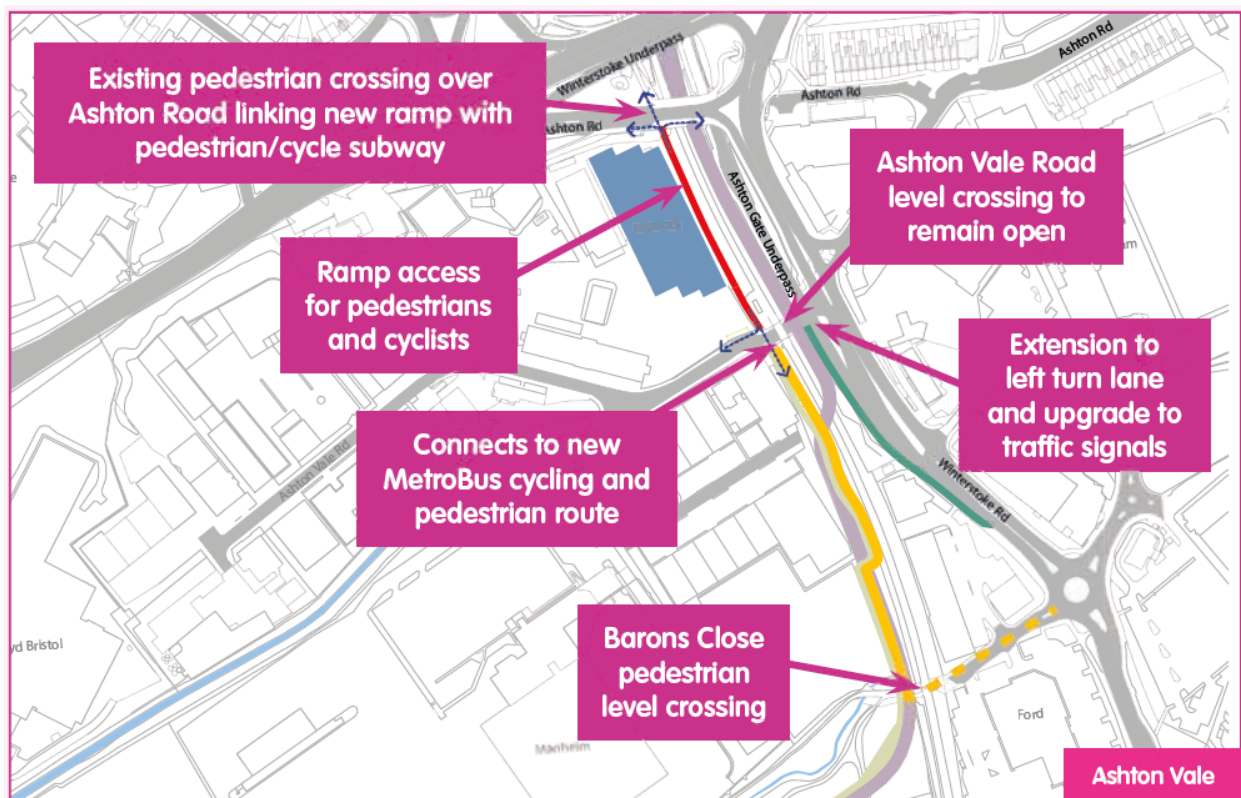 Existing pedestrian crossing over
Ashton Road linking new ramp with
pedestrian/cycle subway
Winterstoke Underpass
Ashton Rd
Ashton Rd
Ashton Rd
Ashton Vale Road
level crossing to
remain open
Ashton Gate Underpass
Ramp access
for pedestrians
and cyclists
Extension to
left turn lane
and upgrade to
traffic signals
Connects to new
MetroBus cycling and
pedestrian route
Ashton Vale Rd
Winterstoke Rd
Barons Close
pedestrian
level crossing
yd Bristol
Ford
Manheim
Ashton Vale